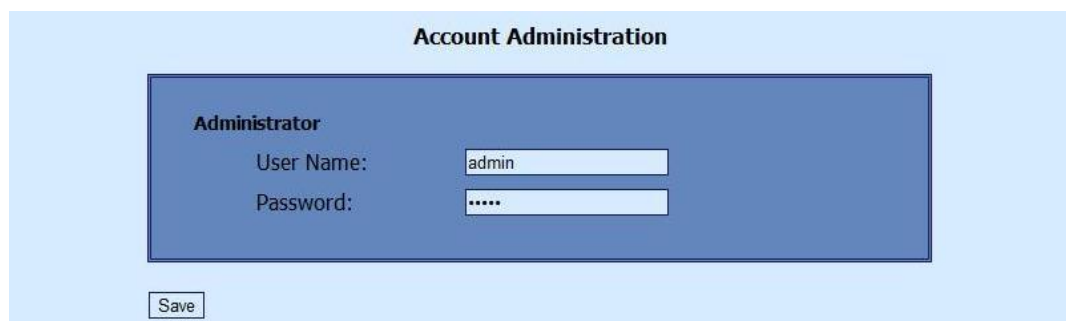 Account Administration
Administrator
User Name: admin
Password: •••••
Save